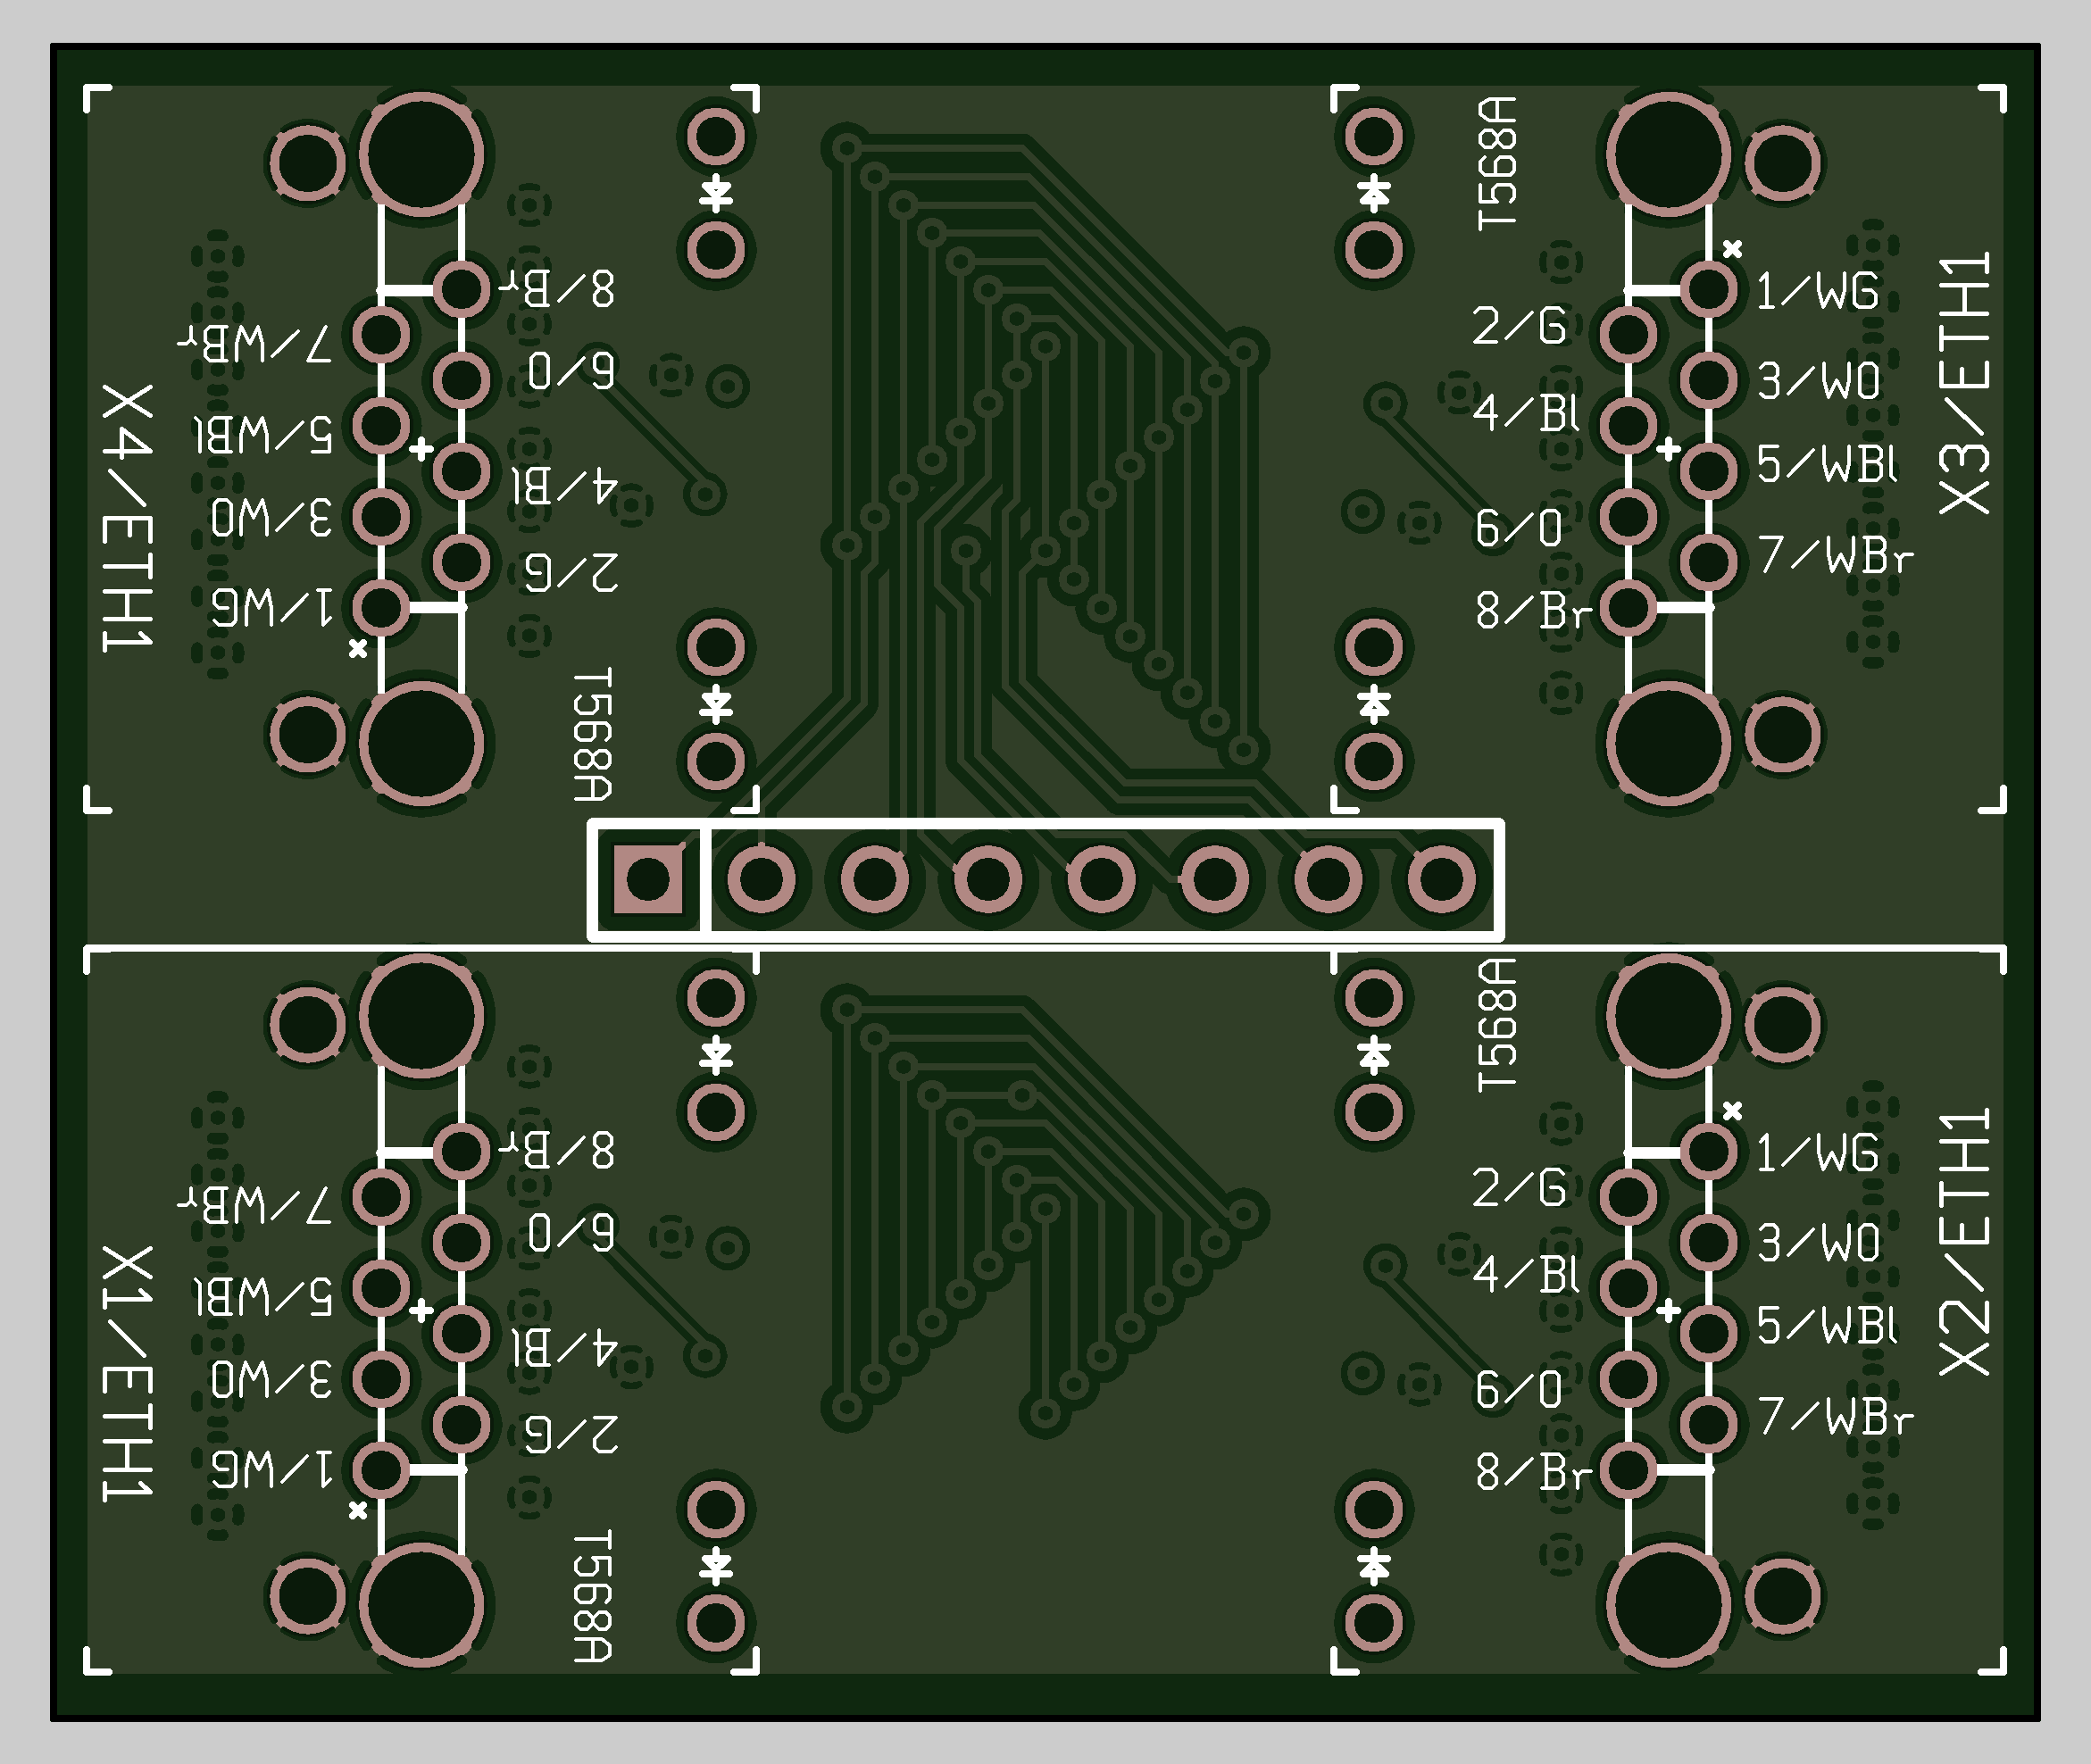 X4/ETH1
8/Br
7/WBr
6/O
5/WBl
4/Bl
3/WO
2/G
1/WG
T568A
T568A
X3/ETH1
1/WG
2/G
3/WO
4/Bl
5/WBl
6/O
7/WBr
8/Br
X1/ETH1
8/Br
7/WBr
6/O
5/WBl
4/Bl
3/WO
2/G
1/WG
T568A
T568A
X2/ETH1
1/WG
2/G
3/WO
4/Bl
5/WBl
6/O
7/WBr
8/Br